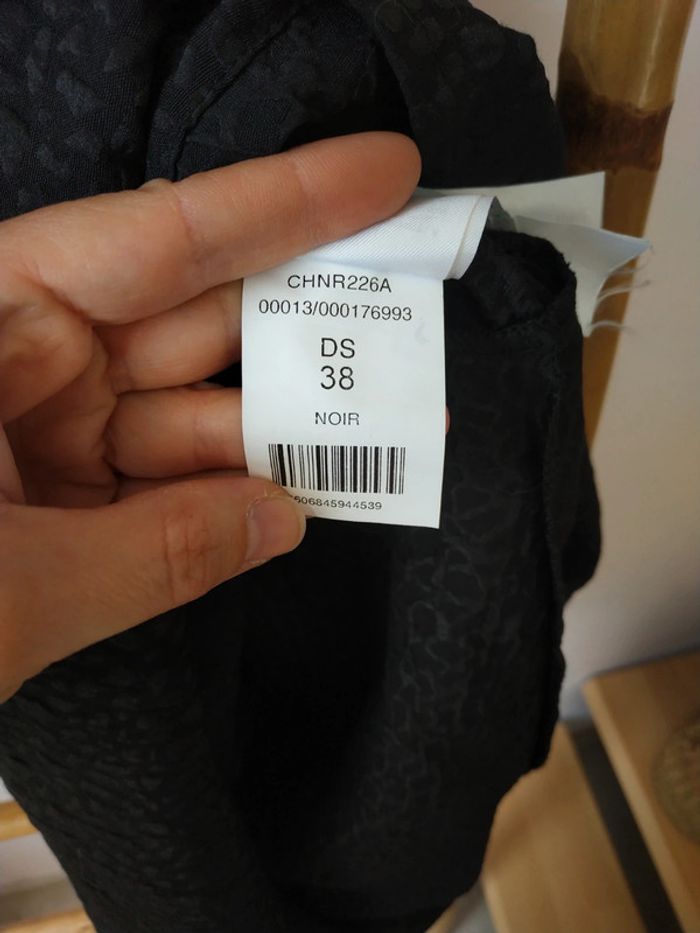 CHNR226A
00013/000176993
DS
38
NOIR
606845944539